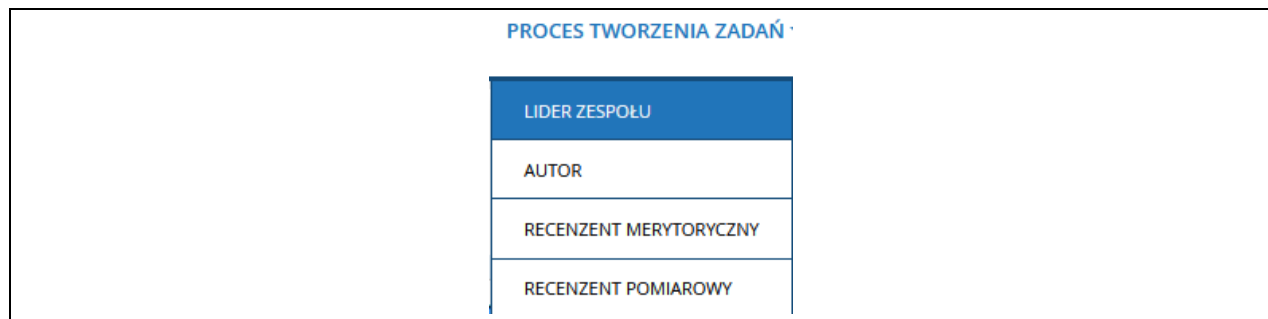 PROCES TWORZENIA ZADAŃ
LIDER ZESPOŁU
AUTOR
RECENZENT MERYTORYCZNY
RECENZENT POMIAROWY